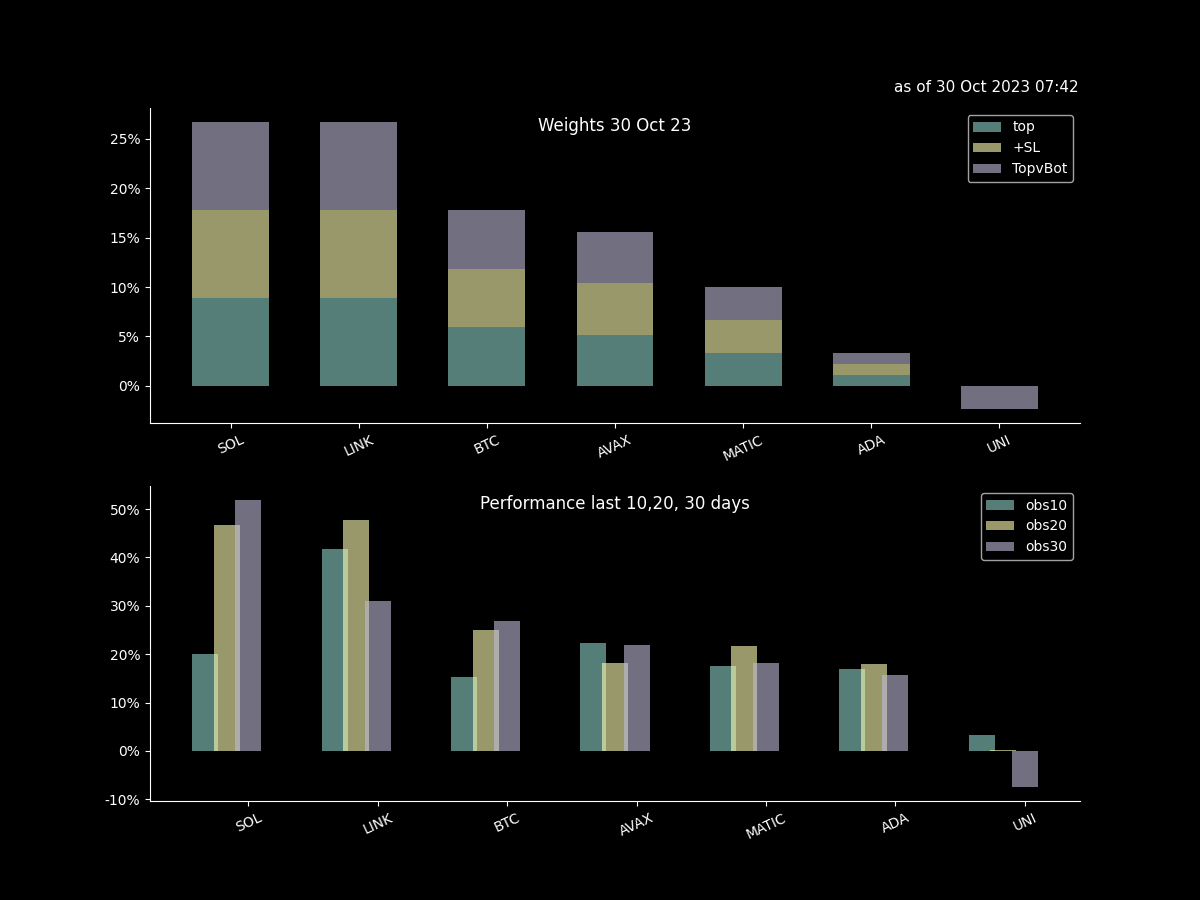 as of 30 Oct 2023 07:42
Weights 30 Oct 23
top
+SL
TopvBot
25%
20%
15%
10%
5%
0%
SOL LINK BTC AVAX MATIC ADA UNI
Performance last 10,20, 30 days
obs10
obs20
obs30
50%
40%
30%
20%
10%
0%
-10%
SOL LINK BTC AVAX MATIC ADA UNI